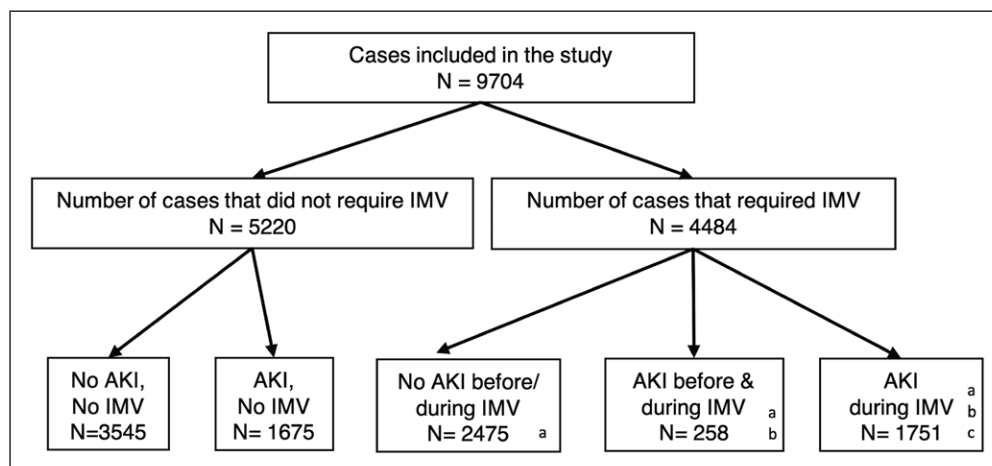 Cases included in the study
N = 9704
Number of cases that did not require IMV
N = 5220
Number of cases that required IMV
N = 4484
No AKI,
No IMV
N=3545
AKI,
No IMV
N= 1675
No AKI before/
during IMV
N= 2475 a
AKI before &
during IMV a
N= 258 b
AKI a
during IMV b
N= 1751 c